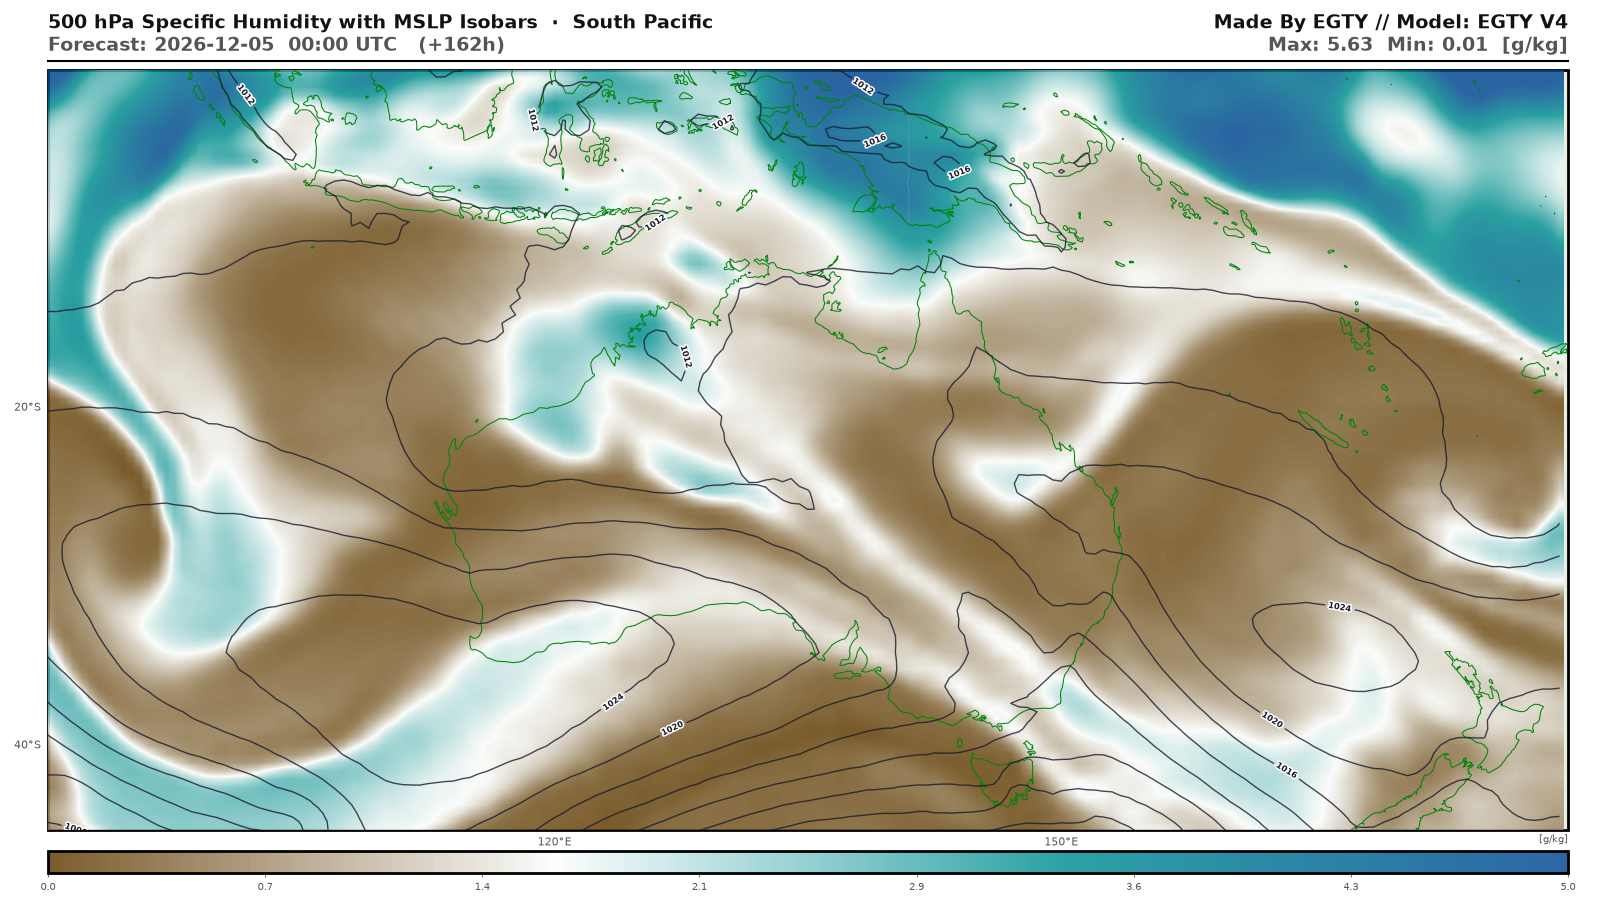 500 hPa Specific Humidity with MSLP Isobars · South Pacific
Made By EGTY // Model: EGTY V4
Forecast: 2026-12-05 00:00 UTC (+162h)
Max: 5.63 Min: 0.01 [g/kg]
1012
1012
1012
1012
1016
1016
1012
1012
20°S
1024
1024
1020
1020
1016
40°S
120°E
150°E
[g/kg]
0.0
0.7
1.4
2.1
2.9
3.6
4.3
5.0